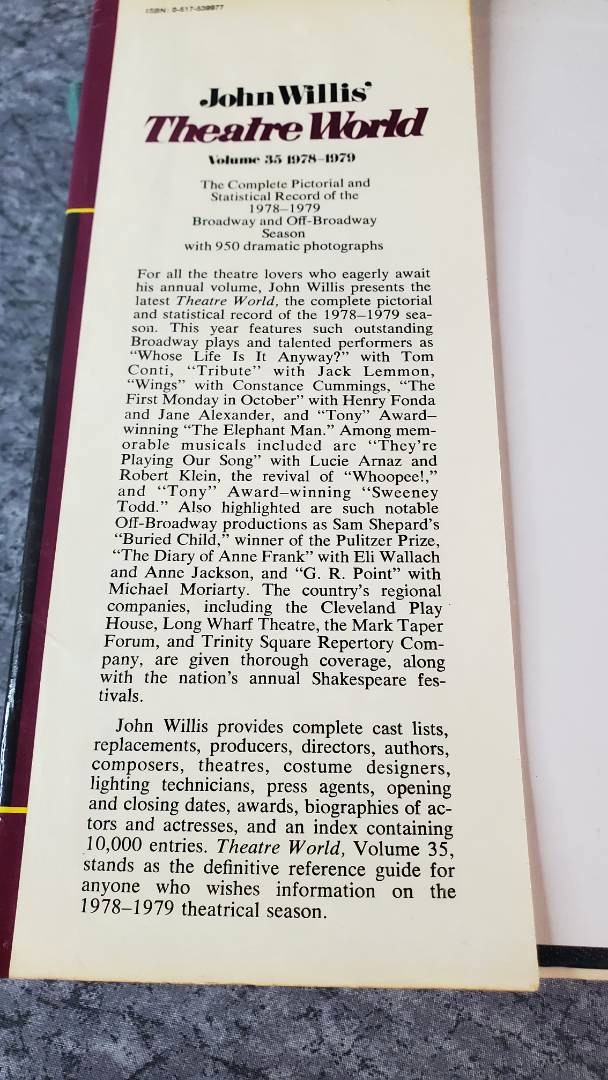 ISBN: 0-517-539977
John Willis'
Theatre World
Volume 35 1978–1979
The Complete Pictorial and
Statistical Record of the
1978–1979
Broadway and Off-Broadway
Season
with 950 dramatic photographs
For all the theatre lovers who eagerly await
his annual volume, John Willis presents the
latest Theatre World, the complete pictorial
and statistical record of the 1978–1979 sea-
son. This year features such outstanding
Broadway plays and talented performers as
“Whose Life Is It Anyway?” with Tom
Conti, “Tribute” with Jack Lemmon,
“Wings” with Constance Cummings, “The
First Monday in October” with Henry Fonda
and Jane Alexander, and “Tony” Award–
winning “The Elephant Man.” Among mem-
orable musicals included are “They’re
Playing Our Song” with Lucie Arnaz and
Robert Klein, the revival of “Whoopee!,”
and “Tony” Award–winning “Sweeney
Todd.” Also highlighted are such notable
Off-Broadway productions as Sam Shepard’s
“Buried Child,” winner of the Pulitzer Prize,
“The Diary of Anne Frank” with Eli Wallach
and Anne Jackson, and “G. R. Point” with
Michael Moriarty. The country’s regional
companies, including the Cleveland Play
House, Long Wharf Theatre, the Mark Taper
Forum, and Trinity Square Repertory Com-
pany, are given thorough coverage, along
with the nation’s annual Shakespeare fes-
tivals.
John Willis provides complete cast lists,
replacements, producers, directors, authors,
composers, theatres, costume designers,
lighting technicians, press agents, opening
and closing dates, awards, biographies of ac-
tors and actresses, and an index containing
10,000 entries. Theatre World, Volume 35,
stands as the definitive reference guide for
anyone who wishes information on the
1978–1979 theatrical season.